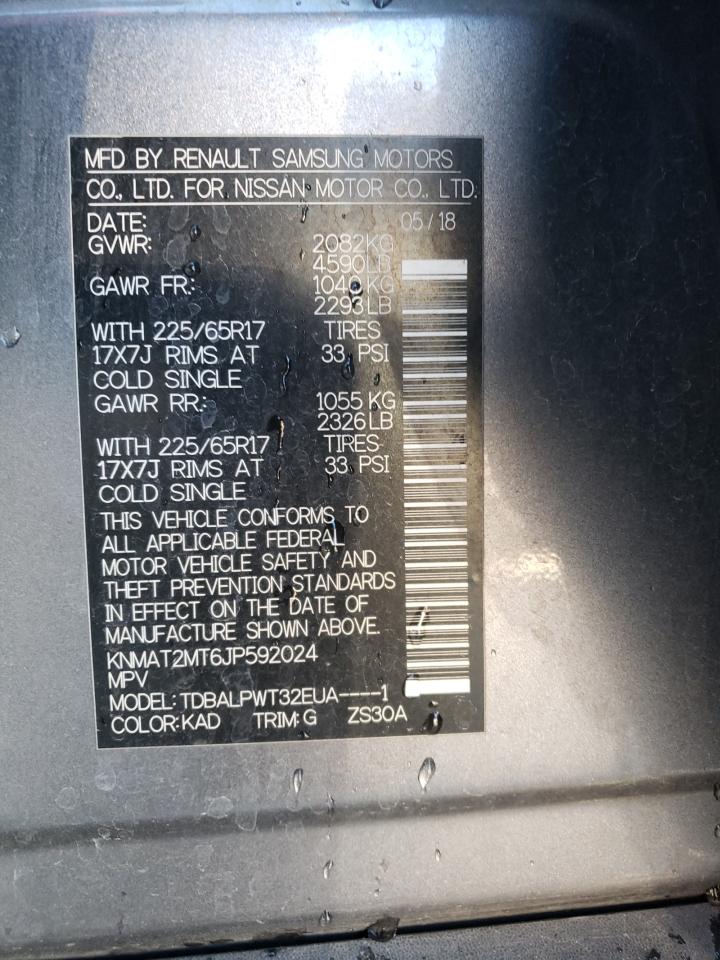 MFD BY RENAULT SAMSUNG MOTORS
CO., LTD. FOR NISSAN MOTOR CO., LTD.
DATE: 05/18
GVWR: 2082KG
4590LB
GAWR FR: 1040 KG
2293LB
WITH 225/65R17 TIRES
17X7J RIMS AT 33 PSI
COLD SINGLE
GAWR RR: 1055 KG
2326LB
WITH 225/65R17 TIRES
17X7J RIMS AT 33 PSI
COLD SINGLE
THIS VEHICLE CONFORMS TO
ALL APPLICABLE FEDERAL
MOTOR VEHICLE SAFETY AND
THEFT PREVENTION STANDARDS
IN EFFECT ON THE DATE OF
MANUFACTURE SHOWN ABOVE.
KNMAT2MT6JP592024
MPV
MODEL: TDBALPWT32EUA----1
COLOR: KAD TRIM: G ZS30A